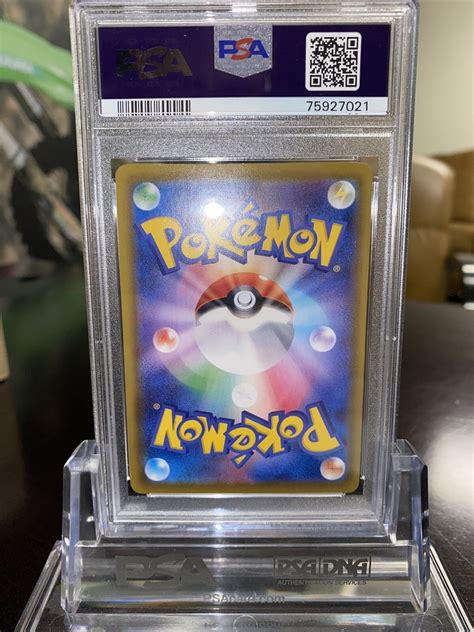 PSA PSA
75927021
POKéMON
®
®
POKéMON
PSA PSA/DNA
AUTHENTICATION SERVICES
PSAcard.com